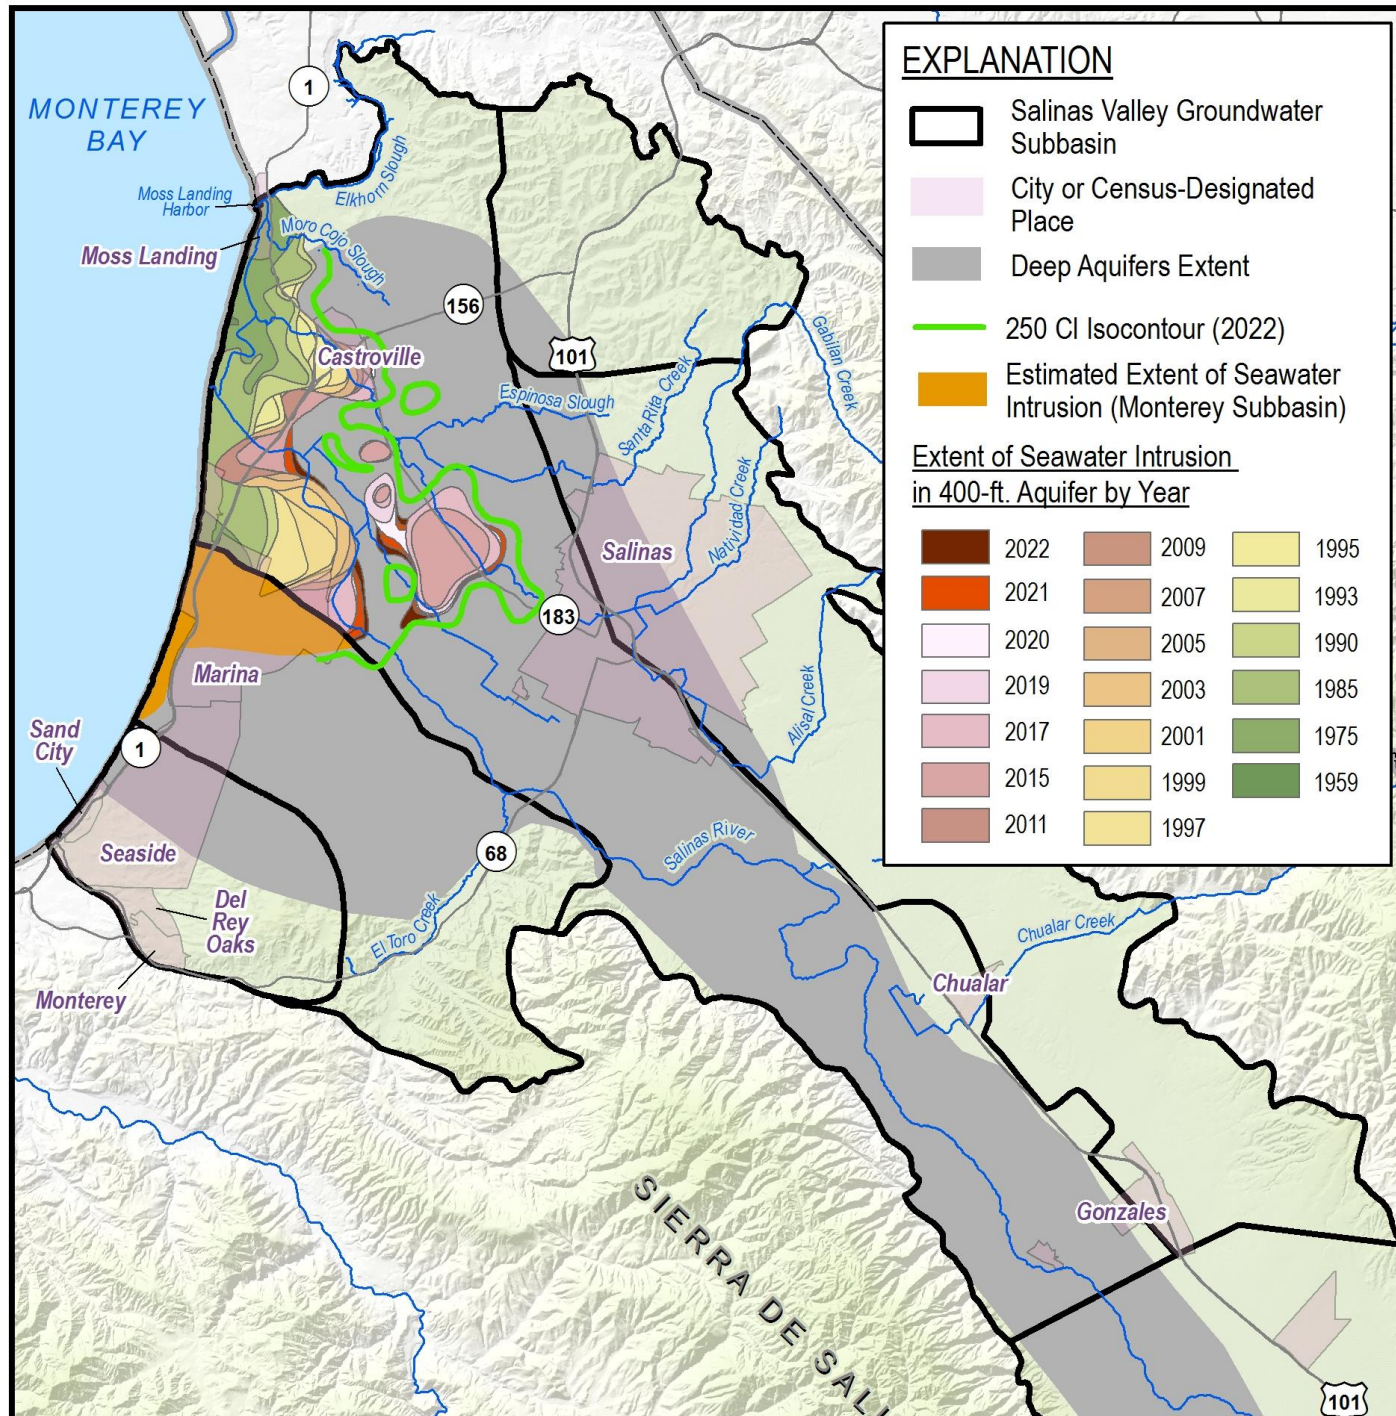 MONTEREY
BAY
1
Moss Landing
Harbor
Elkhorn Slough
Moro Cojo Slough
Moss Landing
156
101
Castroville
Espinosa Slough
Santa Rita Creek
Gabilan Creek
Natividad Creek
Salinas
183
Alisal Creek
Marina
Sand
City
1
Seaside
Del
Rey
Oaks
Monterey
68
El Toro Creek
Salinas River
Chualar Creek
Chualar
Gonzales
SIERRA DE SALI
101
EXPLANATION
Salinas Valley Groundwater
Subbasin
City or Census-Designated
Place
Deep Aquifers Extent
250 Cl Isocontour (2022)
Estimated Extent of Seawater
Intrusion (Monterey Subbasin)
Extent of Seawater Intrusion
in 400-ft. Aquifer by Year
2022
2021
2020
2019
2017
2015
2011
2009
2007
2005
2003
2001
1999
1997
1995
1993
1990
1985
1975
1959